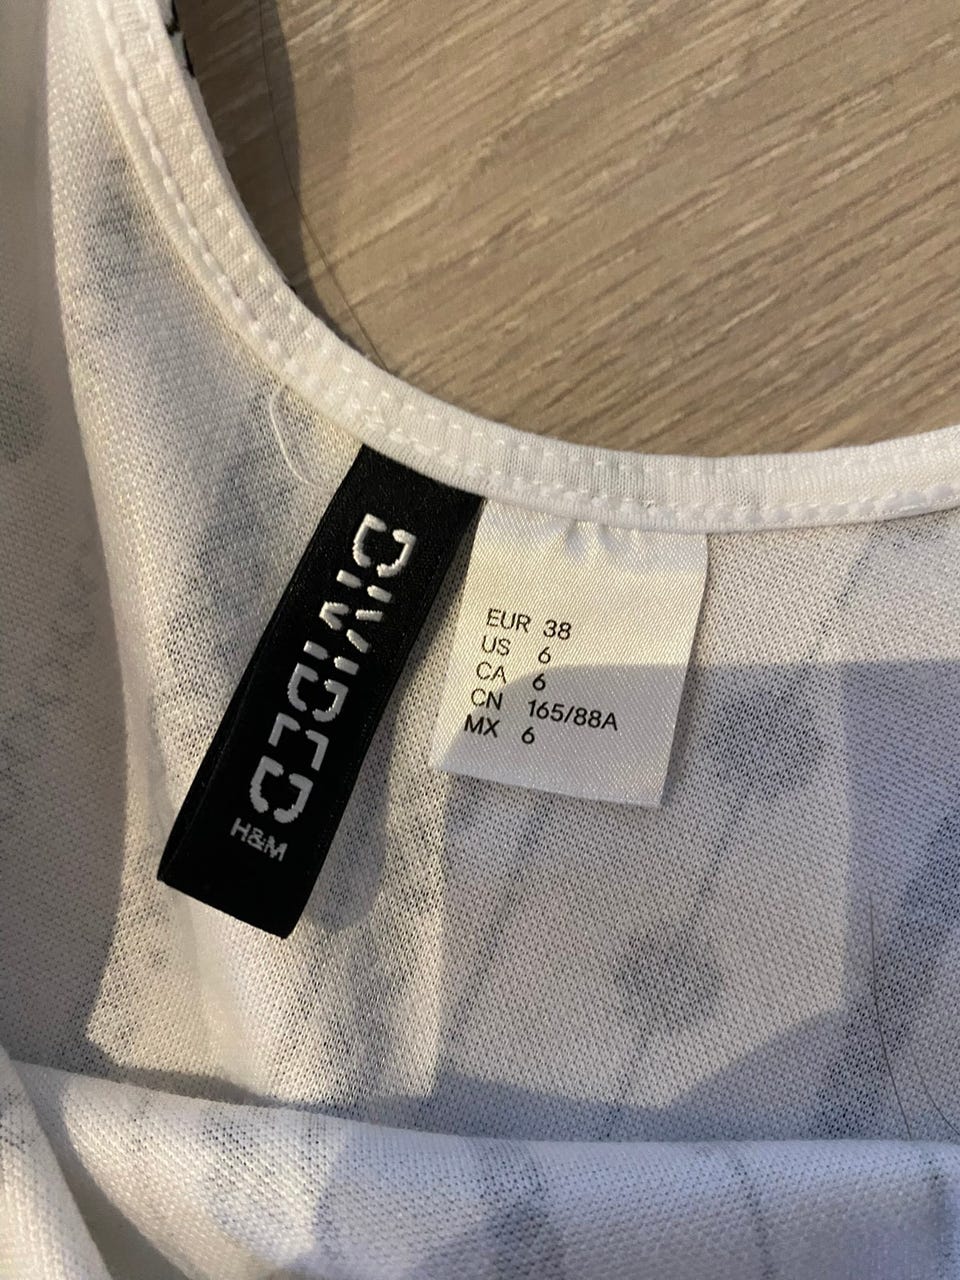 DIVIDED
H&M
EUR 38
US 6
CA 6
CN 165/88A
MX 6